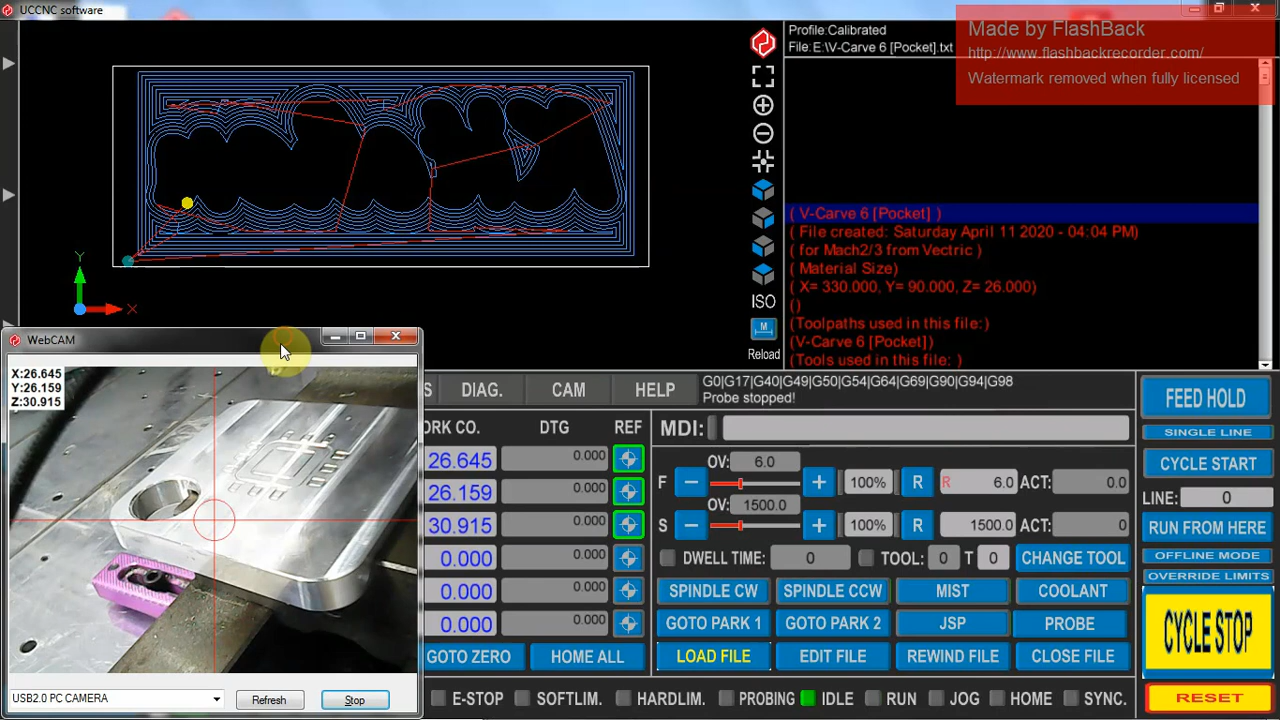 UCCNC software
Made by FlashBack
http://www.flashbackrecorder.com/
Watermark removed when fully licensed
Profile:Calibrated
File:E:\V-Carve 6 [Pocket].txt
( V-Carve 6 [Pocket] )
( File created: Saturday April 11 2020 - 04:04 PM)
( for Mach2/3 from Vectric )
( Material Size)
( X= 330.000, Y= 90.000, Z= 26.000)
()
(Toolpaths used in this file:)
(V-Carve 6 [Pocket])
(Tools used in this file: )
Y
X
ISO
M
Reload
WebCAM
X:26.645
Y:26.159
Z:30.915
USB2.0 PC CAMERA
Refresh
Stop
S DIAG. CAM HELP
G0|G17|G40|G49|G50|G54|G64|G69|G90|G94|G98
Probe stopped!
ORK CO. DTG REF
26.645 0.000
26.159 0.000
30.915 0.000
0.000 0.000
0.000 0.000
0.000 0.000
GOTO ZERO HOME ALL
MDI:
OV: 6.0
F − + 100% R R 6.0 ACT: 0.0
OV: 1500.0
S − + 100% R 1500.0 ACT: 0
DWELL TIME: 0 TOOL: 0 T 0 CHANGE TOOL
SPINDLE CW SPINDLE CCW MIST COOLANT
GOTO PARK 1 GOTO PARK 2 JSP PROBE
LOAD FILE EDIT FILE REWIND FILE CLOSE FILE
E-STOP SOFTLIM. HARDLIM. PROBING IDLE RUN JOG HOME SYNC.
FEED HOLD
SINGLE LINE
CYCLE START
LINE: 0
RUN FROM HERE
OFFLINE MODE
OVERRIDE LIMITS
CYCLE STOP
RESET